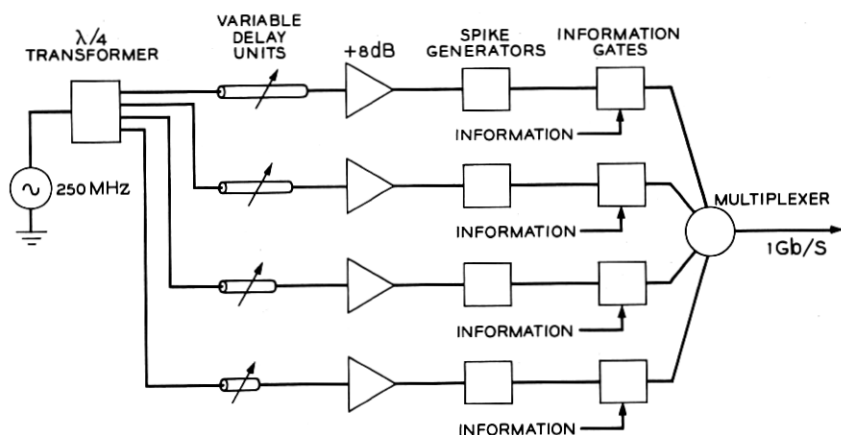 λ/4
TRANSFORMER
VARIABLE
DELAY
UNITS
+8dB
SPIKE
GENERATORS
INFORMATION
GATES
INFORMATION
250 MHz
INFORMATION
MULTIPLEXER
1Gb/S
INFORMATION
INFORMATION